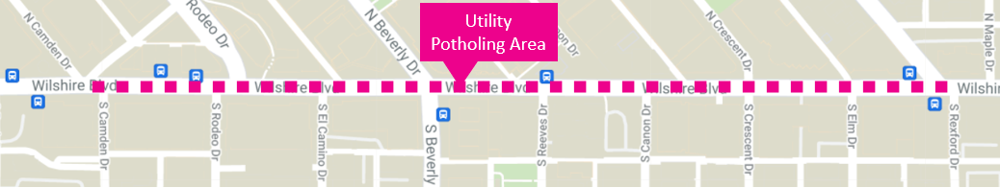 Utility
Potholing Area
N Camden Dr
Rodeo Dr
N Beverly Dr
N Crescent Dr
N Maple Dr
Wilshire Blvd
Wilshire Blvd
Wilshire Blvd
Wilshire Blvd
Wilshir
S Camden Dr
S Rodeo Dr
S El Camino Dr
S Beverly
S Reeves Dr
S Canon Dr
S Crescent Dr
S Elm Dr
S Rexford Dr